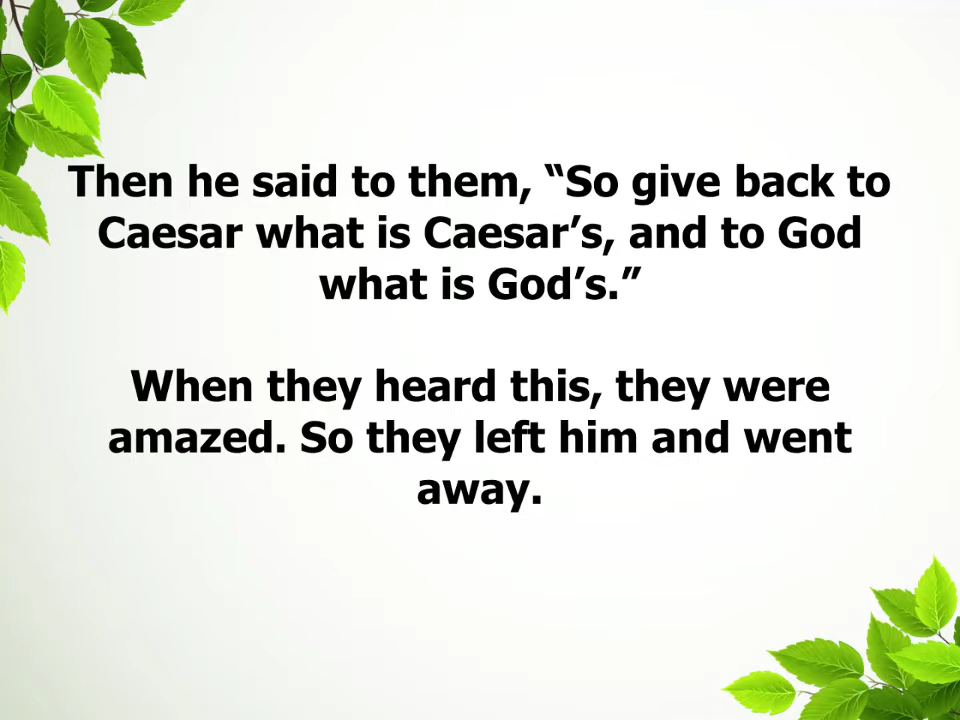 Then he said to them, “So give back to
Caesar what is Caesar’s, and to God
what is God’s.”
When they heard this, they were
amazed. So they left him and went
away.